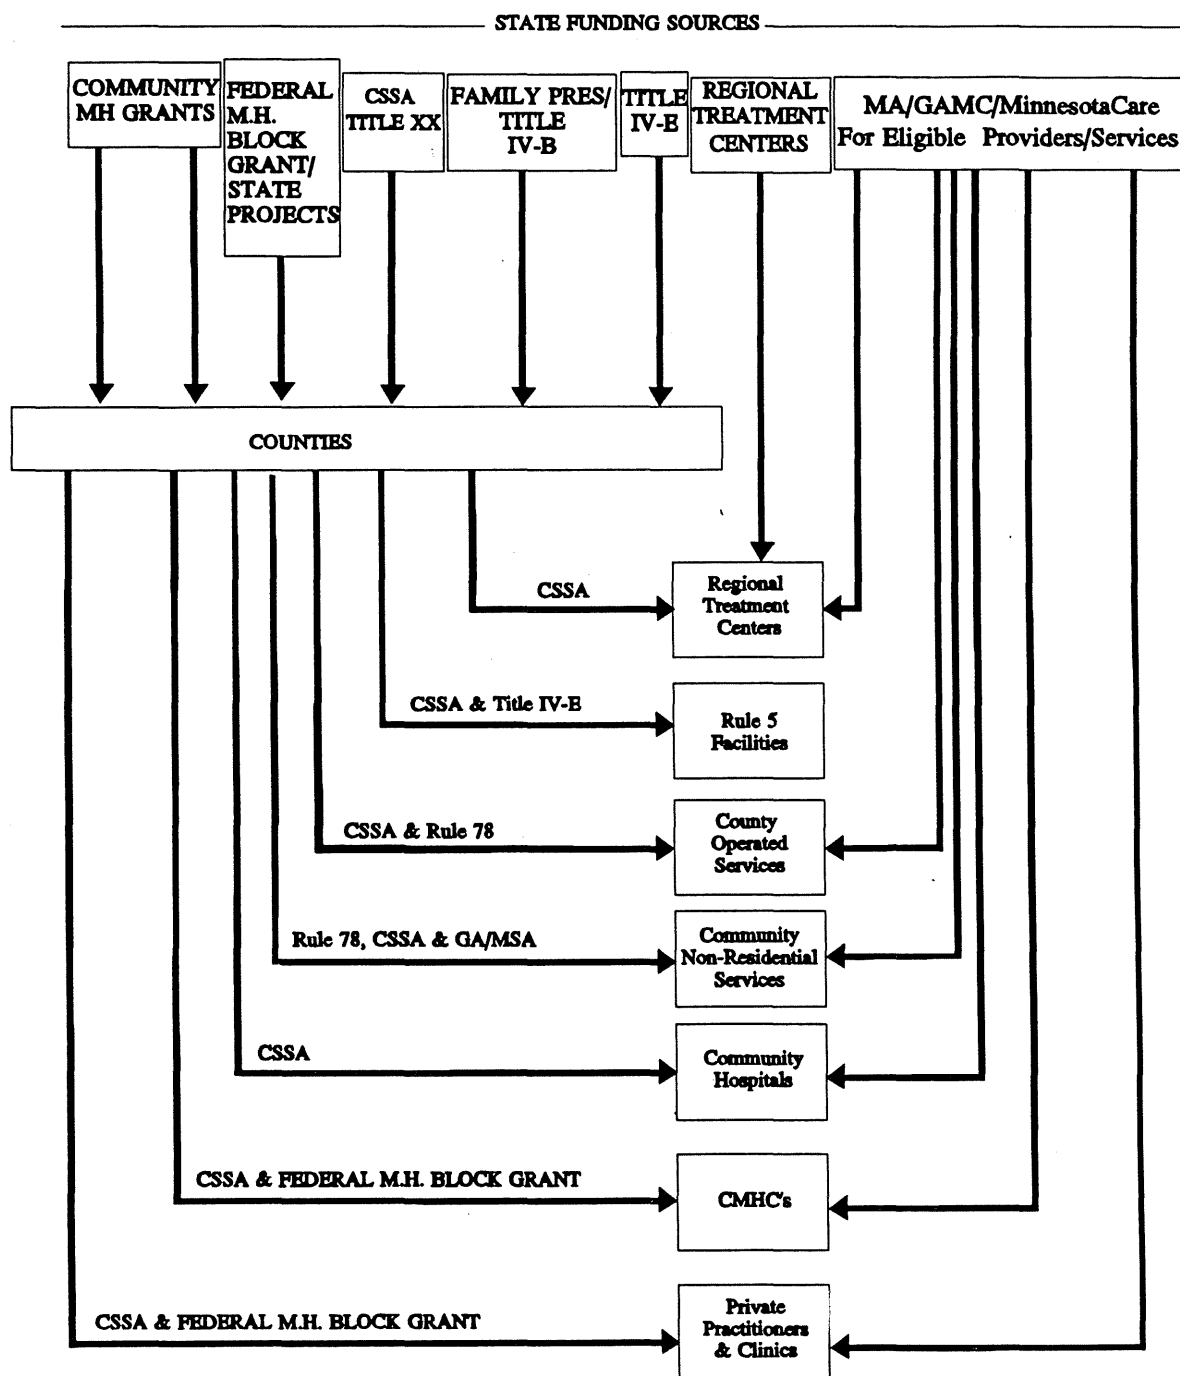 STATE FUNDING SOURCES
COMMUNITY
MH GRANTS
FEDERAL
M.H.
BLOCK
GRANT/
STATE
PROJECTS
CSSA
TITLE XX
FAMILY PRES/
TITLE
IV-B
TITLE
IV-E
REGIONAL
TREATMENT
CENTERS
MA/GAMC/MinnesotaCare
For Eligible Providers/Services
COUNTIES
CSSA
Regional
Treatment
Centers
CSSA & Title IV-E
Rule 5
Facilities
CSSA & Rule 78
County
Operated
Services
Rule 78, CSSA & GA/MSA
Community
Non-Residential
Services
CSSA
Community
Hospitals
CSSA & FEDERAL M.H. BLOCK GRANT
CMHC's
CSSA & FEDERAL M.H. BLOCK GRANT
Private
Practitioners
& Clinics